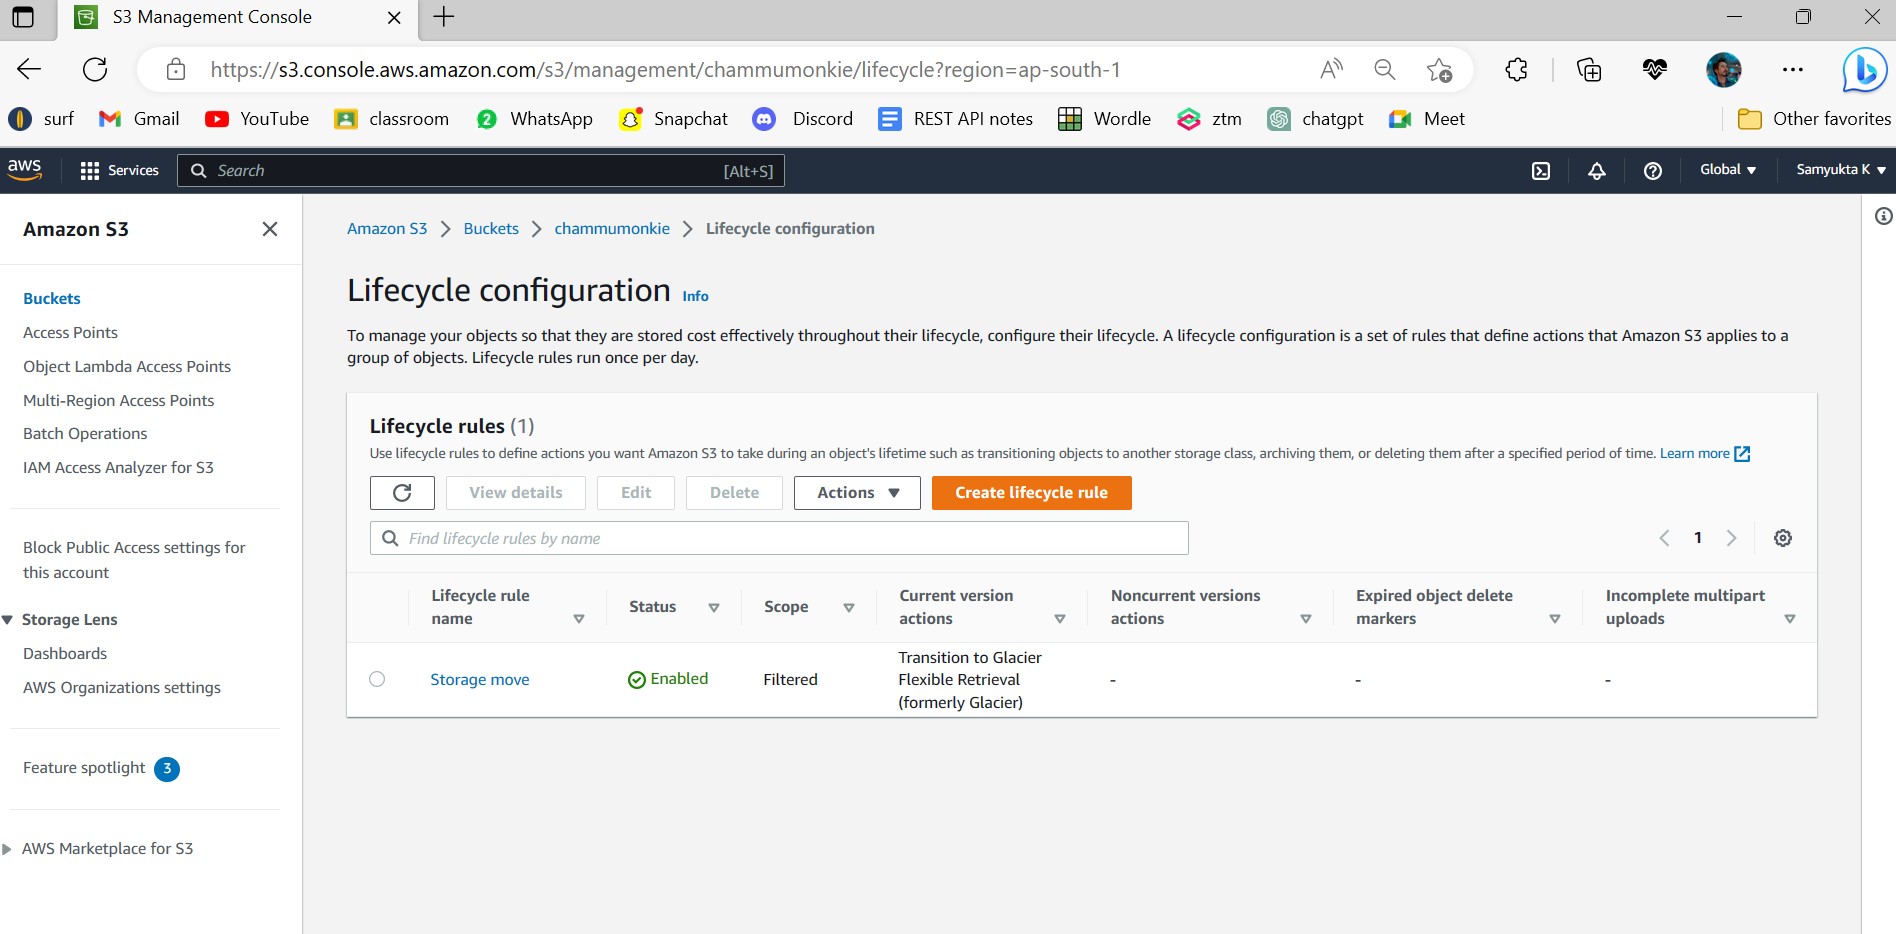 S3 Management Console
https://s3.console.aws.amazon.com/s3/management/chammumonkie/lifecycle?region=ap-south-1
surf Gmail YouTube classroom 2 WhatsApp Snapchat Discord REST API notes Wordle ztm chatgpt Meet Other favorites
aws Services Search [Alt+S] Global Samyukta K
Amazon S3
Buckets
Access Points
Object Lambda Access Points
Multi-Region Access Points
Batch Operations
IAM Access Analyzer for S3
Block Public Access settings for
this account
Storage Lens
Dashboards
AWS Organizations settings
Feature spotlight 3
AWS Marketplace for S3
Amazon S3 > Buckets > chammumonkie > Lifecycle configuration
Lifecycle configuration Info
To manage your objects so that they are stored cost effectively throughout their lifecycle, configure their lifecycle. A lifecycle configuration is a set of rules that define actions that Amazon S3 applies to a
group of objects. Lifecycle rules run once per day.
Lifecycle rules (1)
Use lifecycle rules to define actions you want Amazon S3 to take during an object's lifetime such as transitioning objects to another storage class, archiving them, or deleting them after a specified period of time. Learn more
View details Edit Delete Actions Create lifecycle rule
Find lifecycle rules by name
1
Lifecycle rule
name
Status
Scope
Current version
actions
Noncurrent versions
actions
Expired object delete
markers
Incomplete multipart
uploads
Storage move
Enabled
Filtered
Transition to Glacier
Flexible Retrieval
(formerly Glacier)
-
-
-